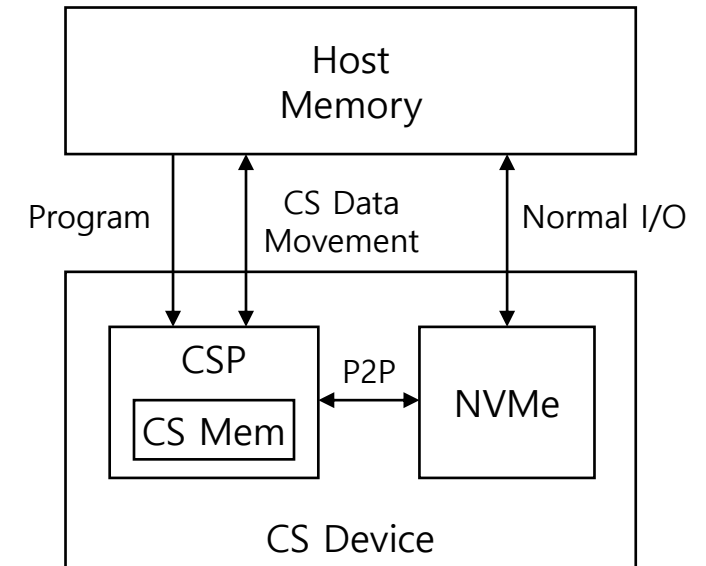 Host
Memory
Program
CS Data
Movement
Normal I/O
CSP
P2P
NVMe
CS Mem
CS Device